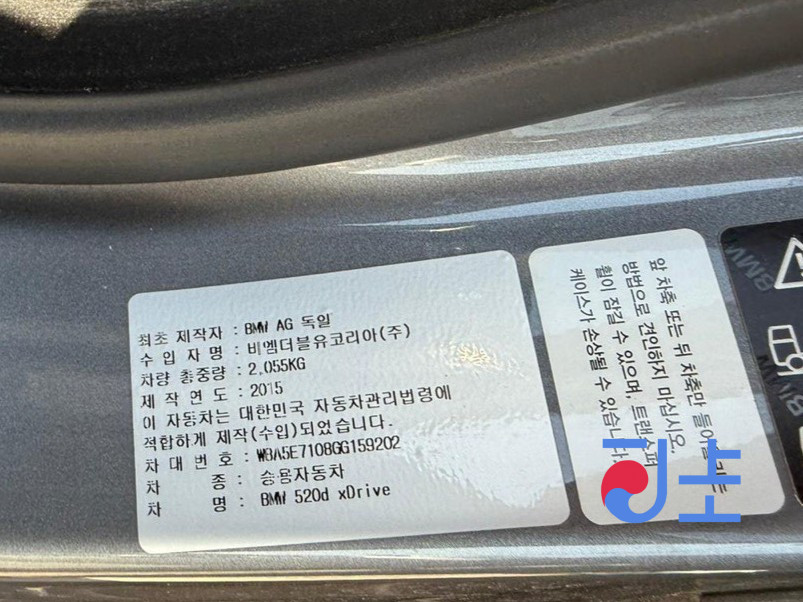 최초 제작자 : BMW AG 독일
수 입 자 명 : 비엠더블유코리아(주)
차량 총중량 : 2,055KG
제 작 연 도 : 2015
이 자동차는 대한민국 자동차관리법령에
적합하게 제작(수입)되었습니다.
차 대 번 호 : WBA5E7108GG159202
차 종 : 승용자동차
차 명 : BMW 520d xDrive
앞 차축 또는 뒤 차축만 들어올리는
방법으로 견인하지 마십시오.
휠이 잠길 수 있으며, 트랜스퍼
케이스가 손상될 수 있습니다.
BMW
BMW